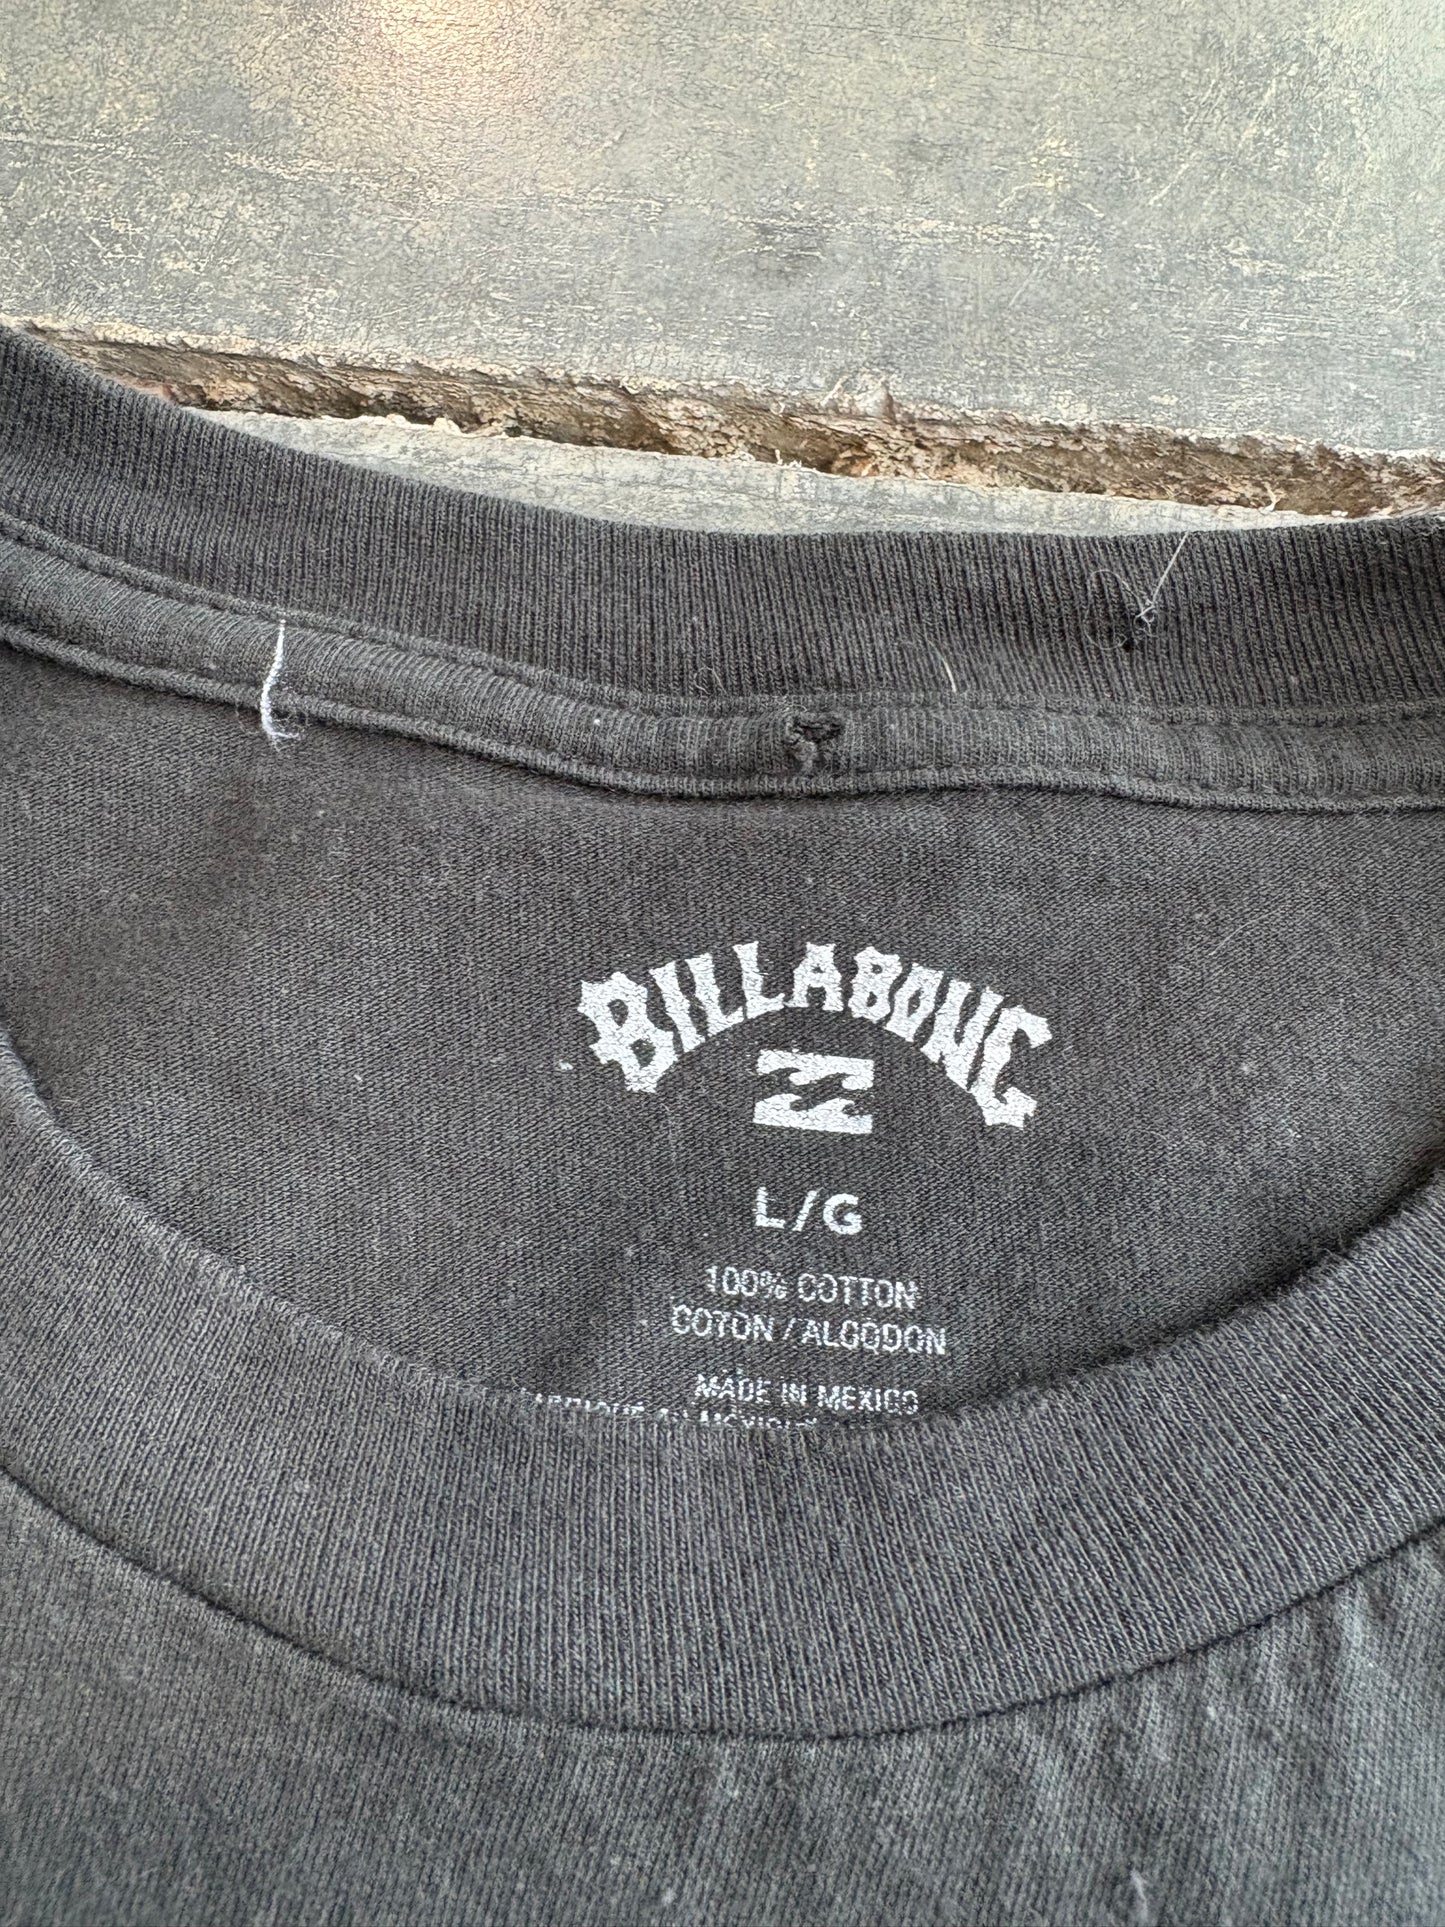 BILLABONG
L/G
100% COTTON
COTON / ALGODON
MADE IN MEXICO